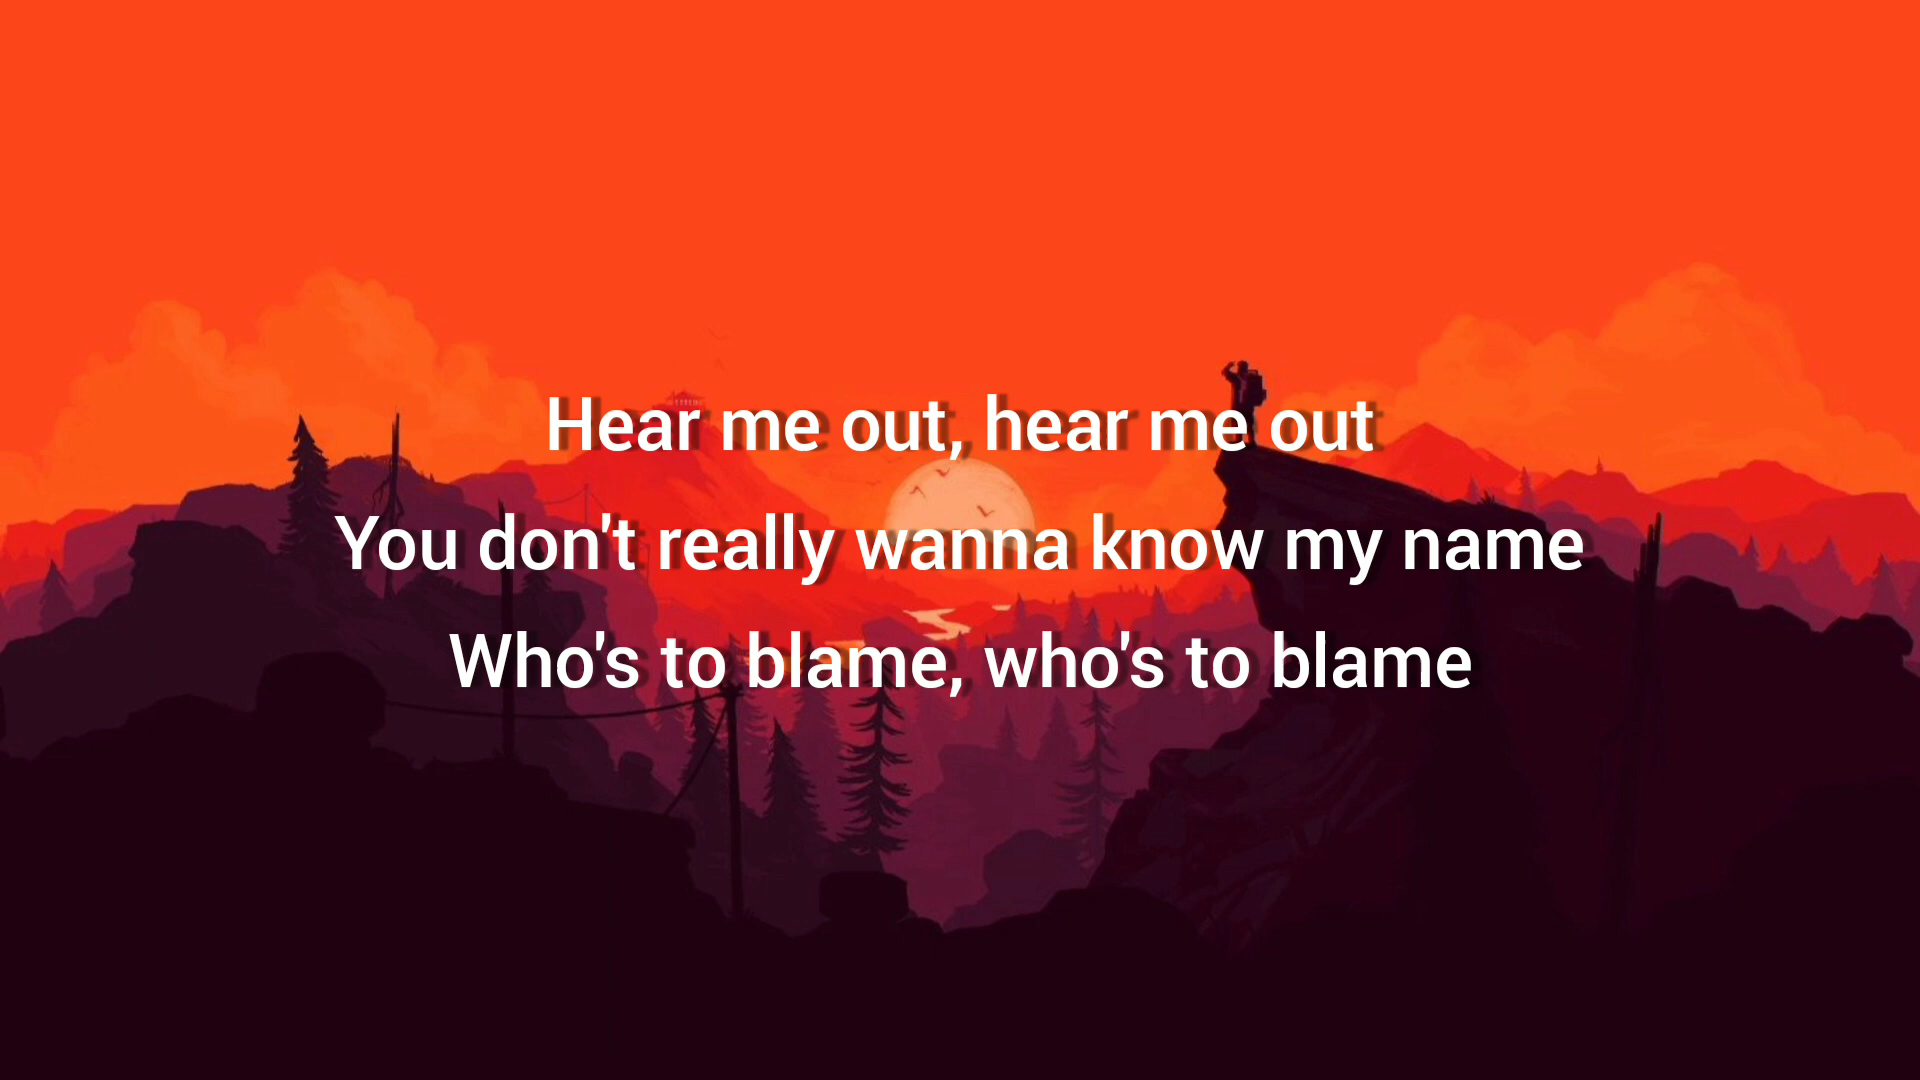 Hear me out, hear me out
You don't really wanna know my name
Who's to blame, who's to blame